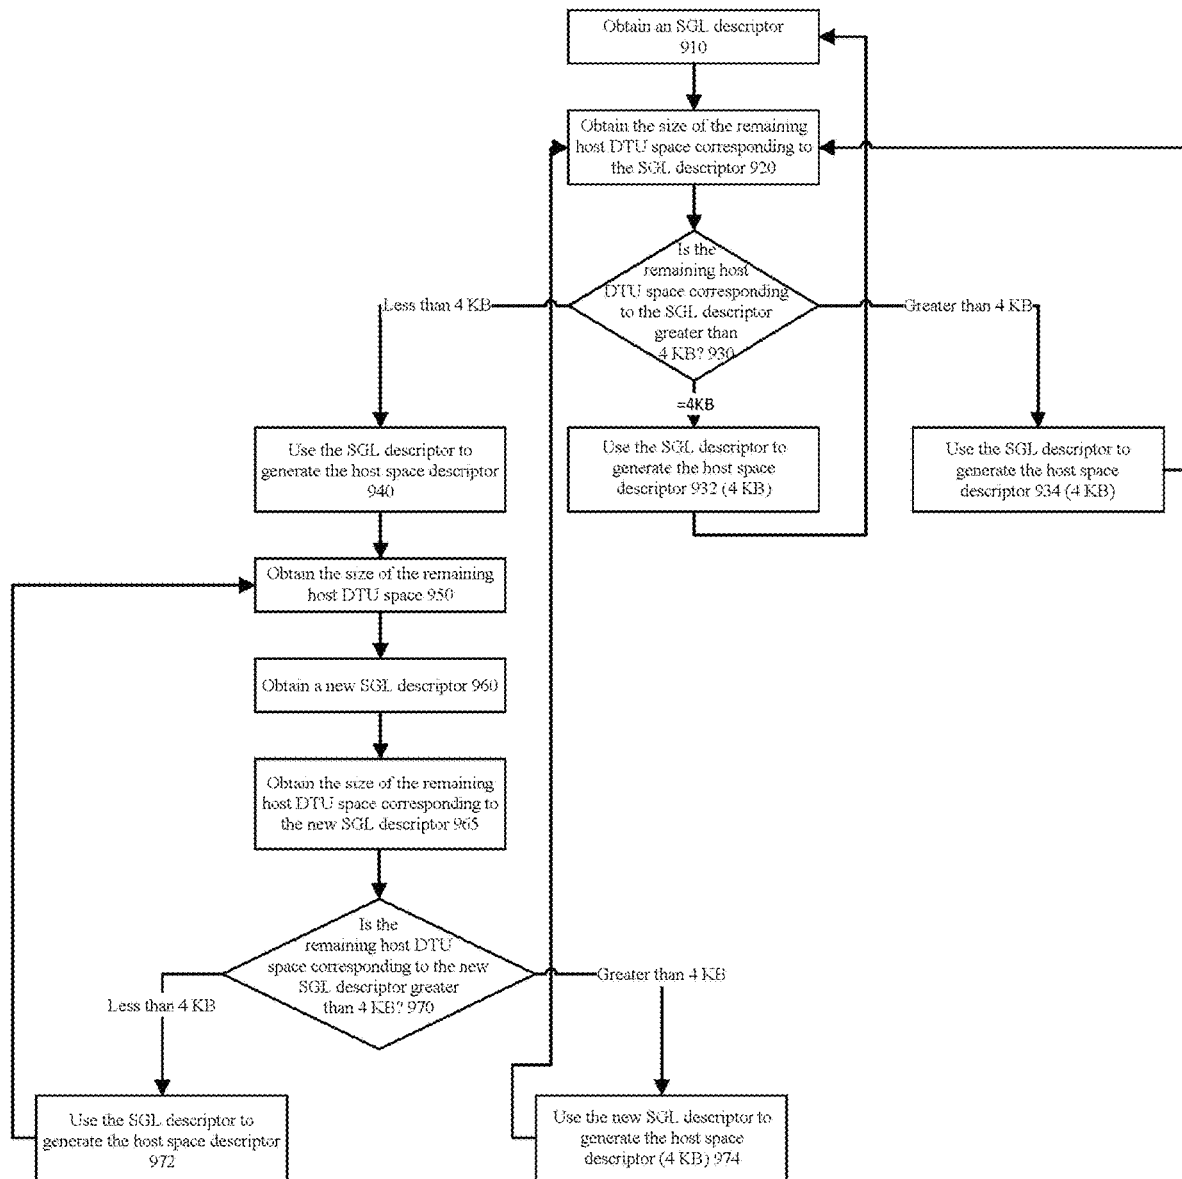 Obtain an SGL descriptor
910
Obtain the size of the remaining
host DTU space corresponding to
the SGL descriptor 920
Is the
remaining host
DTU space corresponding
to the SGL descriptor
greater than
4 KB? 930
Less than 4 KB
Greater than 4 KB
=4KB
Use the SGL descriptor to
generate the host space descriptor
940
Use the SGL descriptor to
generate the host space
descriptor 932 (4 KB)
Use the SGL descriptor to
generate the host space
descriptor 934 (4 KB)
Obtain the size of the remaining
host DTU space 950
Obtain a new SGL descriptor 960
Obtain the size of the remaining
host DTU space corresponding to
the new SGL descriptor 965
Is the
remaining host DTU
space corresponding to the new
SGL descriptor greater
than 4 KB? 970
Less than 4 KB
Greater than 4 KB
Use the SGL descriptor to
generate the host space descriptor
972
Use the new SGL descriptor to
generate the host space
descriptor (4 KB) 974